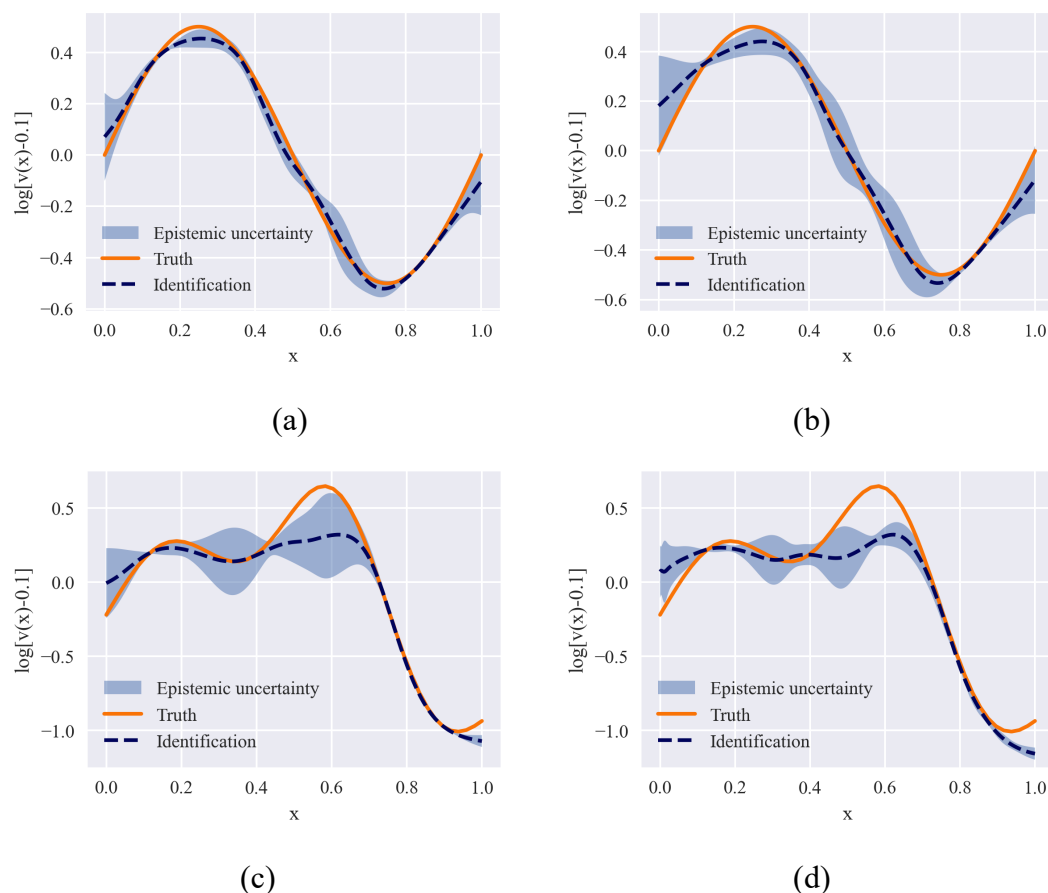 log[v(x)-0.1]
0.4
0.2
0.0
−0.2
−0.4
−0.6
Epistemic uncertainty
Truth
Identification
0.0 0.2 0.4 0.6 0.8 1.0
x
(a)
log[v(x)-0.1]
0.4
0.2
0.0
−0.2
−0.4
−0.6
Epistemic uncertainty
Truth
Identification
0.0 0.2 0.4 0.6 0.8 1.0
x
(b)
log[v(x)-0.1]
0.5
0.0
−0.5
−1.0
Epistemic uncertainty
Truth
Identification
0.0 0.2 0.4 0.6 0.8 1.0
x
(c)
log[v(x)-0.1]
0.5
0.0
−0.5
−1.0
Epistemic uncertainty
Truth
Identification
0.0 0.2 0.4 0.6 0.8 1.0
x
(d)